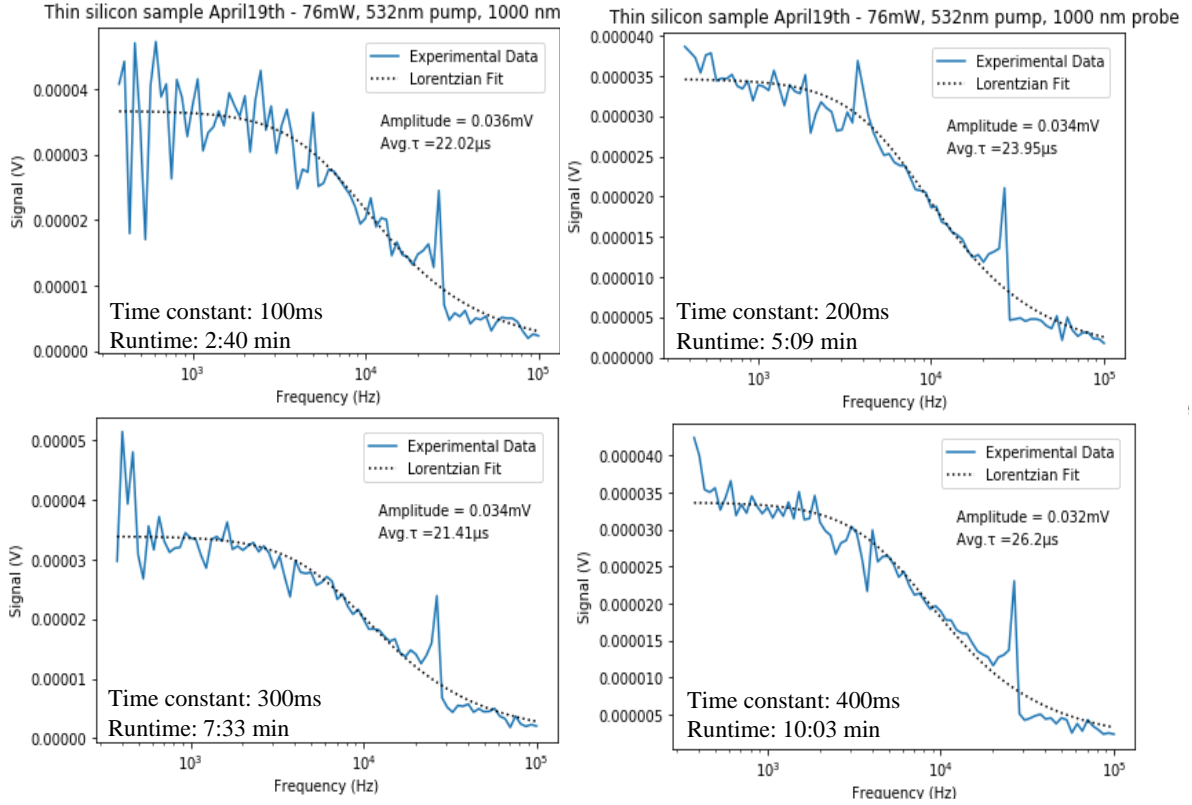 Thin silicon sample April19th - 76mW, 532nm pump, 1000 nm
Experimental Data
Lorentzian Fit
Amplitude = 0.036mV
Avg.τ =22.02μs
0.00004
0.00003
0.00002
0.00001
0.00000
Signal (V)
Time constant: 100ms
Runtime: 2:40 min
10³ 10⁴ 10⁵
Frequency (Hz)
Thin silicon sample April19th - 76mW, 532nm pump, 1000 nm probe
Experimental Data
Lorentzian Fit
Amplitude = 0.034mV
Avg.τ =23.95μs
0.000040
0.000035
0.000030
0.000025
0.000020
0.000015
0.000010
0.000005
0.000000
Signal (V)
Time constant: 200ms
Runtime: 5:09 min
10³ 10⁴ 10⁵
Frequency (Hz)
Experimental Data
Lorentzian Fit
Amplitude = 0.034mV
Avg.τ =21.41μs
0.00005
0.00004
0.00003
0.00002
0.00001
0.00000
Signal (V)
Time constant: 300ms
Runtime: 7:33 min
10³ 10⁴ 10⁵
Frequency (Hz)
Experimental Data
Lorentzian Fit
Amplitude = 0.032mV
Avg.τ =26.2μs
0.000040
0.000035
0.000030
0.000025
0.000020
0.000015
0.000010
0.000005
Signal (V)
Time constant: 400ms
Runtime: 10:03 min
10³ 10⁴ 10⁵
Frequency (Hz)